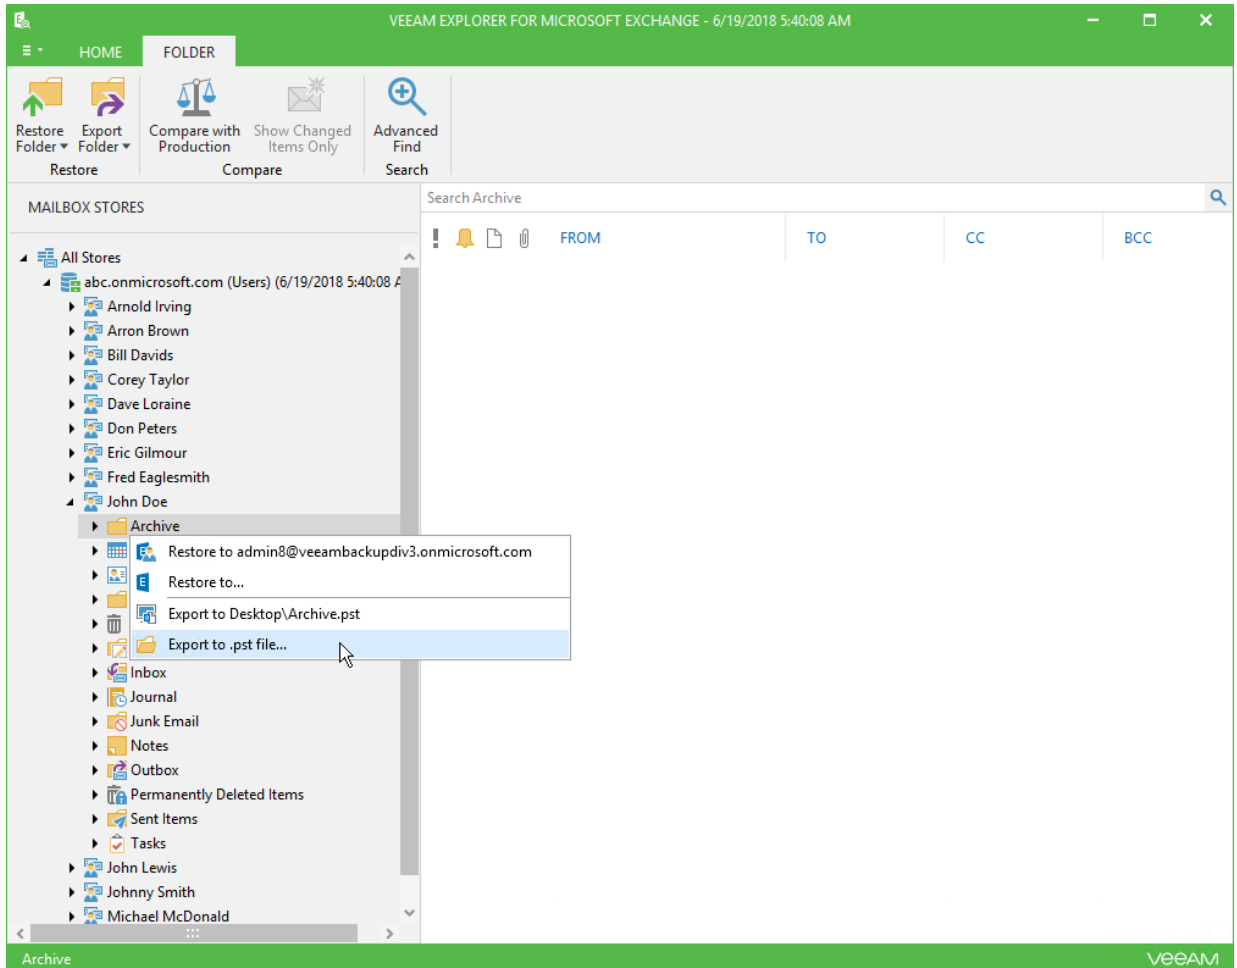 VEEAM EXPLORER FOR MICROSOFT EXCHANGE - 6/19/2018 5:40:08 AM
HOME
FOLDER
Restore Folder
Export Folder
Compare with Production
Show Changed Items Only
Advanced Find
Restore
Compare
Search
MAILBOX STORES
Search Archive
FROM
TO
CC
BCC
All Stores
abc.onmicrosoft.com (Users) (6/19/2018 5:40:08 A
Arnold Irving
Arron Brown
Bill Davids
Corey Taylor
Dave Loraine
Don Peters
Eric Gilmour
Fred Eaglesmith
John Doe
Archive
Restore to admin8@veeambackupdiv3.onmicrosoft.com
Restore to...
Export to Desktop\Archive.pst
Export to .pst file...
Inbox
Journal
Junk Email
Notes
Outbox
Permanently Deleted Items
Sent Items
Tasks
John Lewis
Johnny Smith
Michael McDonald
Archive
veeam